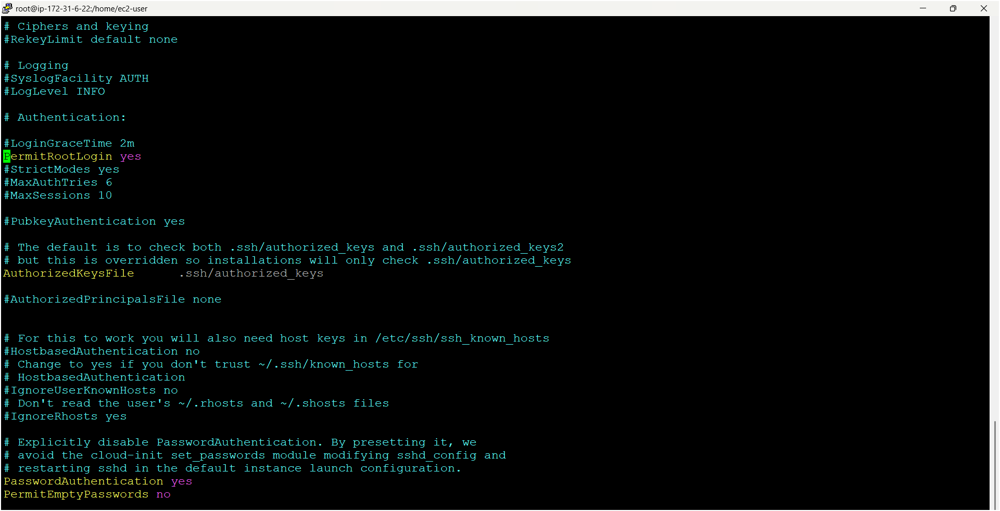 root@ip-172-31-6-22:/home/ec2-user
# Ciphers and keying
#RekeyLimit default none
# Logging
#SyslogFacility AUTH
#LogLevel INFO
# Authentication:
#LoginGraceTime 2m
PermitRootLogin yes
#StrictModes yes
#MaxAuthTries 6
#MaxSessions 10
#PubkeyAuthentication yes
# The default is to check both .ssh/authorized_keys and .ssh/authorized_keys2
# but this is overridden so installations will only check .ssh/authorized_keys
AuthorizedKeysFile      .ssh/authorized_keys
#AuthorizedPrincipalsFile none
# For this to work you will also need host keys in /etc/ssh/ssh_known_hosts
#HostbasedAuthentication no
# Change to yes if you don't trust ~/.ssh/known_hosts for
# HostbasedAuthentication
#IgnoreUserKnownHosts no
# Don't read the user's ~/.rhosts and ~/.shosts files
#IgnoreRhosts yes
# Explicitly disable PasswordAuthentication. By presetting it, we
# avoid the cloud-init set_passwords module modifying sshd_config and
# restarting sshd in the default instance launch configuration.
PasswordAuthentication yes
PermitEmptyPasswords no